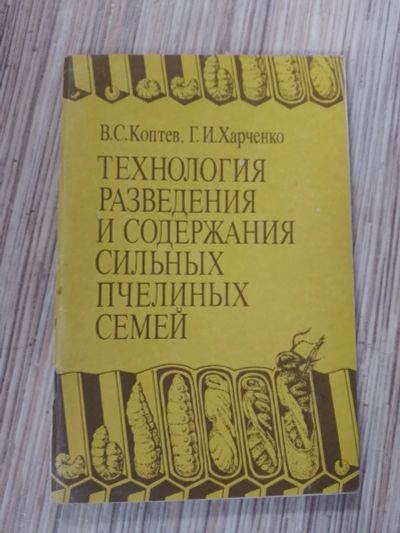 В.С.Коптев, Г.И.Харченко
ТЕХНОЛОГИЯ
РАЗВЕДЕНИЯ
И СОДЕРЖАНИЯ
СИЛЬНЫХ
ПЧЕЛИНЫХ
СЕМЕЙ